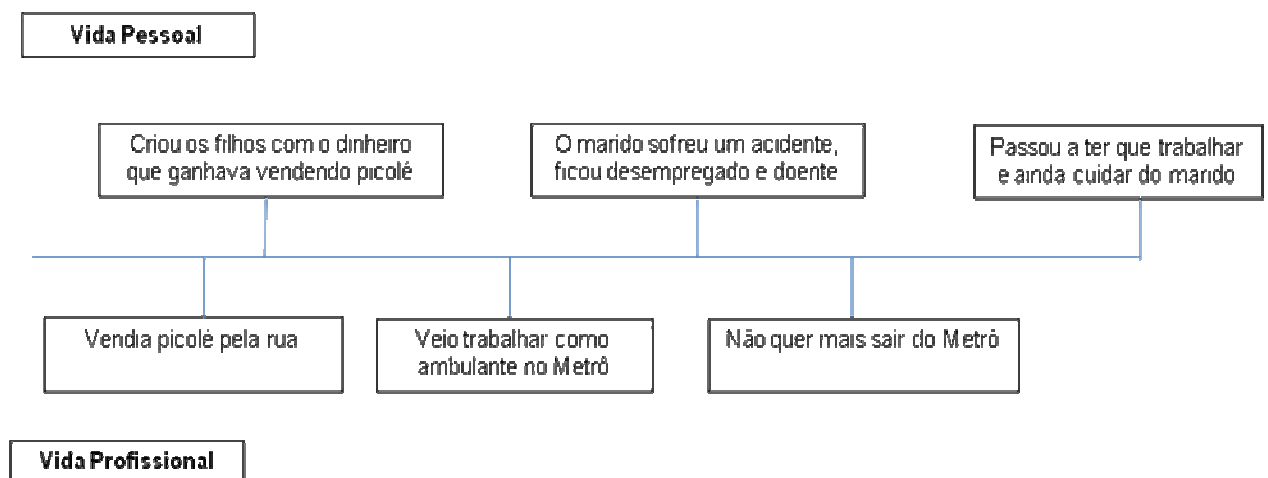 Vida Pessoal
Criou os filhos com o dinheiro
que ganhava vendendo picolé
O marido sofreu um acidente,
ficou desempregado e doente
Passou a ter que trabalhar
e ainda cuidar do marido
Vendia picolé pela rua
Veio trabalhar como
ambulante no Metrô
Não quer mais sair do Metrô
Vida Profissional